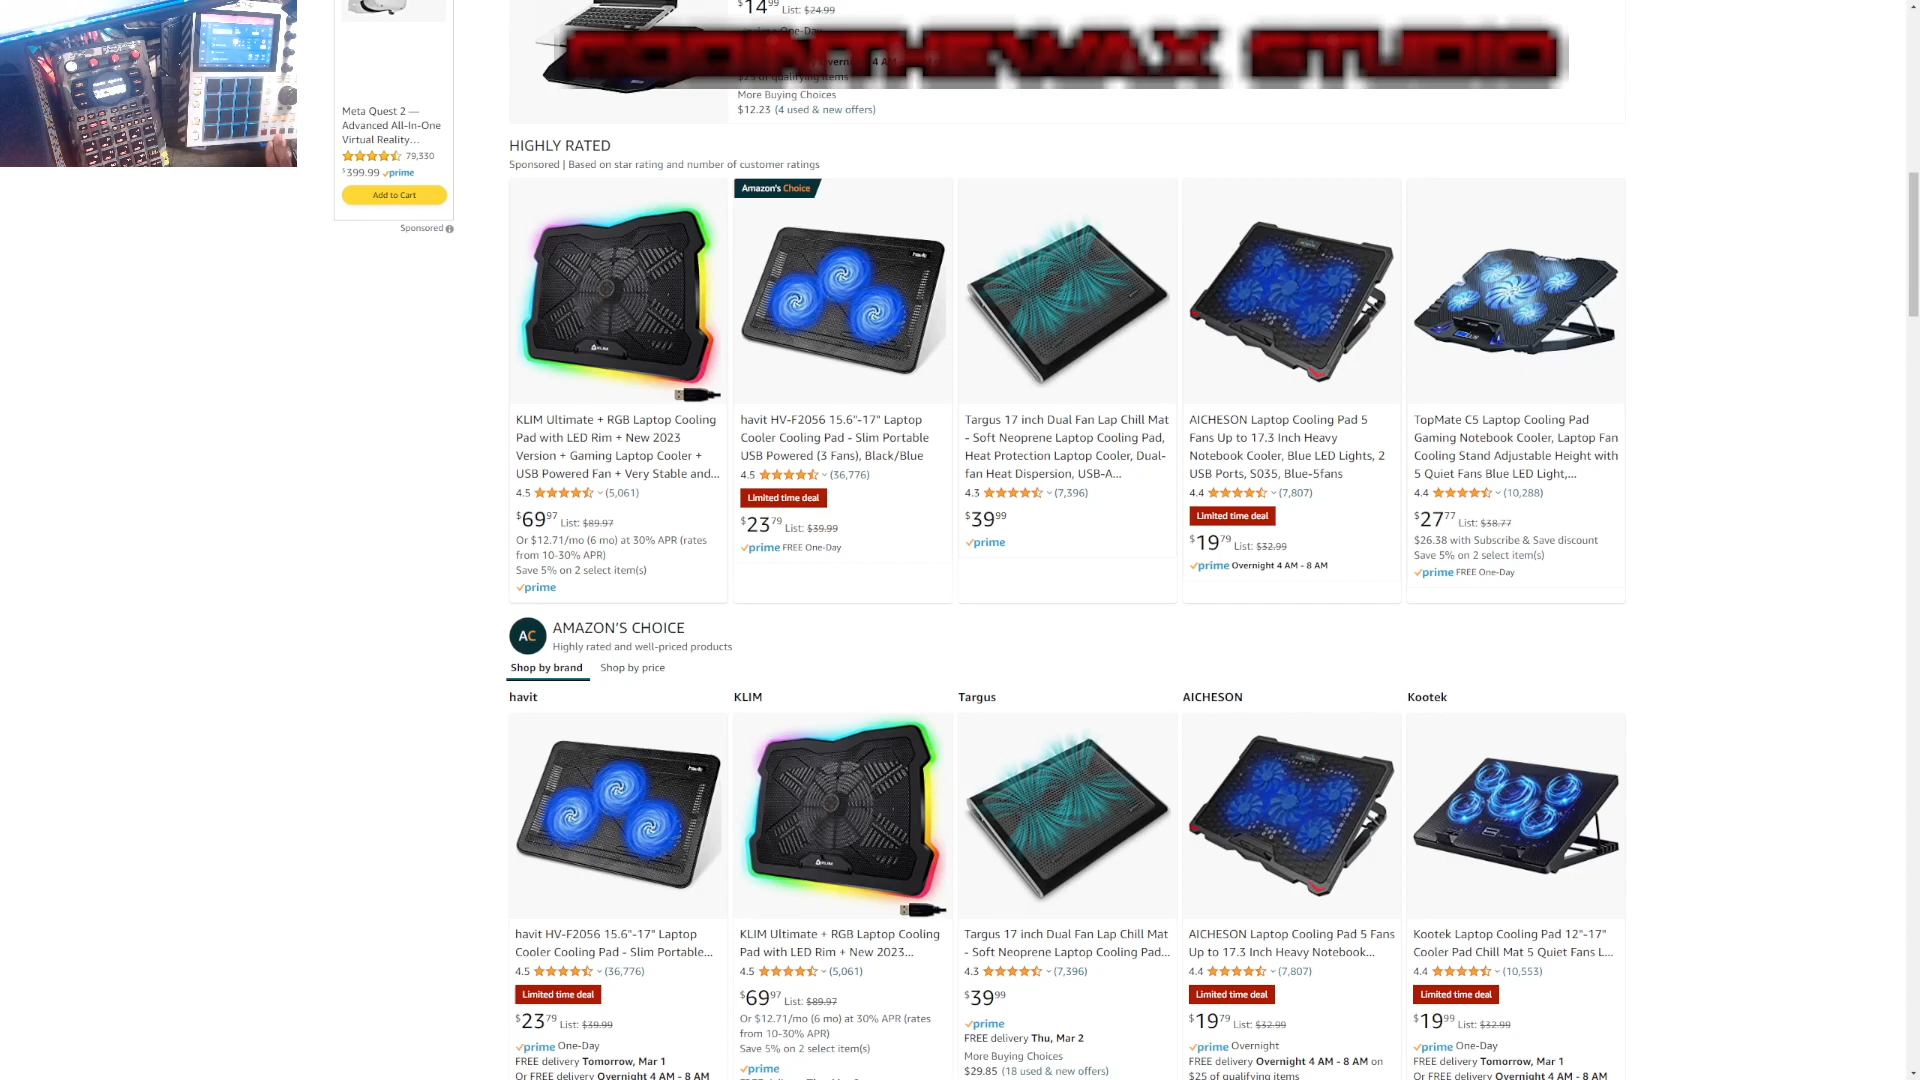 $14 99 List: $24.99
prime One-Day
Overnight 4 AM
$25 of qualifying items
More Buying Choices
$12.23 (4 used & new offers)
STUDIO
Meta Quest 2 —
Advanced All-In-One
Virtual Reality...
79,330
$399.99 prime
Add to Cart
Sponsored
HIGHLY RATED
Sponsored | Based on star rating and number of customer ratings
KLIM
KLIM Ultimate + RGB Laptop Cooling
Pad with LED Rim + New 2023
Version + Gaming Laptop Cooler +
USB Powered Fan + Very Stable and...
4.5 (5,061)
$69 97 List: $89.97
Or $12.71/mo (6 mo) at 30% APR (rates
from 10-30% APR)
Save 5% on 2 select item(s)
prime
Amazon's Choice
havit
havit HV-F2056 15.6"-17" Laptop
Cooler Cooling Pad - Slim Portable
USB Powered (3 Fans), Black/Blue
4.5 (36,776)
Limited time deal
$23 79 List: $39.99
prime FREE One-Day
Targus 17 inch Dual Fan Lap Chill Mat
- Soft Neoprene Laptop Cooling Pad,
Heat Protection Laptop Cooler, Dual-
fan Heat Dispersion, USB-A...
4.3 (7,396)
$39 99
prime
AICHESON Laptop Cooling Pad 5
Fans Up to 17.3 Inch Heavy
Notebook Cooler, Blue LED Lights, 2
USB Ports, S035, Blue-5fans
4.4 (7,807)
Limited time deal
$19 79 List: $32.99
prime Overnight 4 AM - 8 AM
TopMate C5 Laptop Cooling Pad
Gaming Notebook Cooler, Laptop Fan
Cooling Stand Adjustable Height with
5 Quiet Fans Blue LED Light,...
4.4 (10,288)
$27 77 List: $38.77
$26.38 with Subscribe & Save discount
Save 5% on 2 select item(s)
prime FREE One-Day
AC AMAZON'S CHOICE
Highly rated and well-priced products
Shop by brand Shop by price
havit
havit
havit HV-F2056 15.6"-17" Laptop
Cooler Cooling Pad - Slim Portable...
4.5 (36,776)
Limited time deal
$23 79 List: $39.99
prime One-Day
FREE delivery Tomorrow, Mar 1
Or FREE delivery Overnight 4 AM - 8 AM
KLIM
KLIM
KLIM Ultimate + RGB Laptop Cooling
Pad with LED Rim + New 2023...
4.5 (5,061)
$69 97 List: $89.97
Or $12.71/mo (6 mo) at 30% APR (rates
from 10-30% APR)
Save 5% on 2 select item(s)
prime
Targus
Targus 17 inch Dual Fan Lap Chill Mat
- Soft Neoprene Laptop Cooling Pad...
4.3 (7,396)
$39 99
prime
FREE delivery Thu, Mar 2
More Buying Choices
$29.85 (18 used & new offers)
AICHESON
AICHESON Laptop Cooling Pad 5 Fans
Up to 17.3 Inch Heavy Notebook...
4.4 (7,807)
Limited time deal
$19 79 List: $32.99
prime Overnight
FREE delivery Overnight 4 AM - 8 AM on
$25 of qualifying items
Kootek
Kootek Laptop Cooling Pad 12"-17"
Cooler Pad Chill Mat 5 Quiet Fans L...
4.4 (10,553)
Limited time deal
$19 99 List: $32.99
prime One-Day
FREE delivery Tomorrow, Mar 1
Or FREE delivery Overnight 4 AM - 8 AM